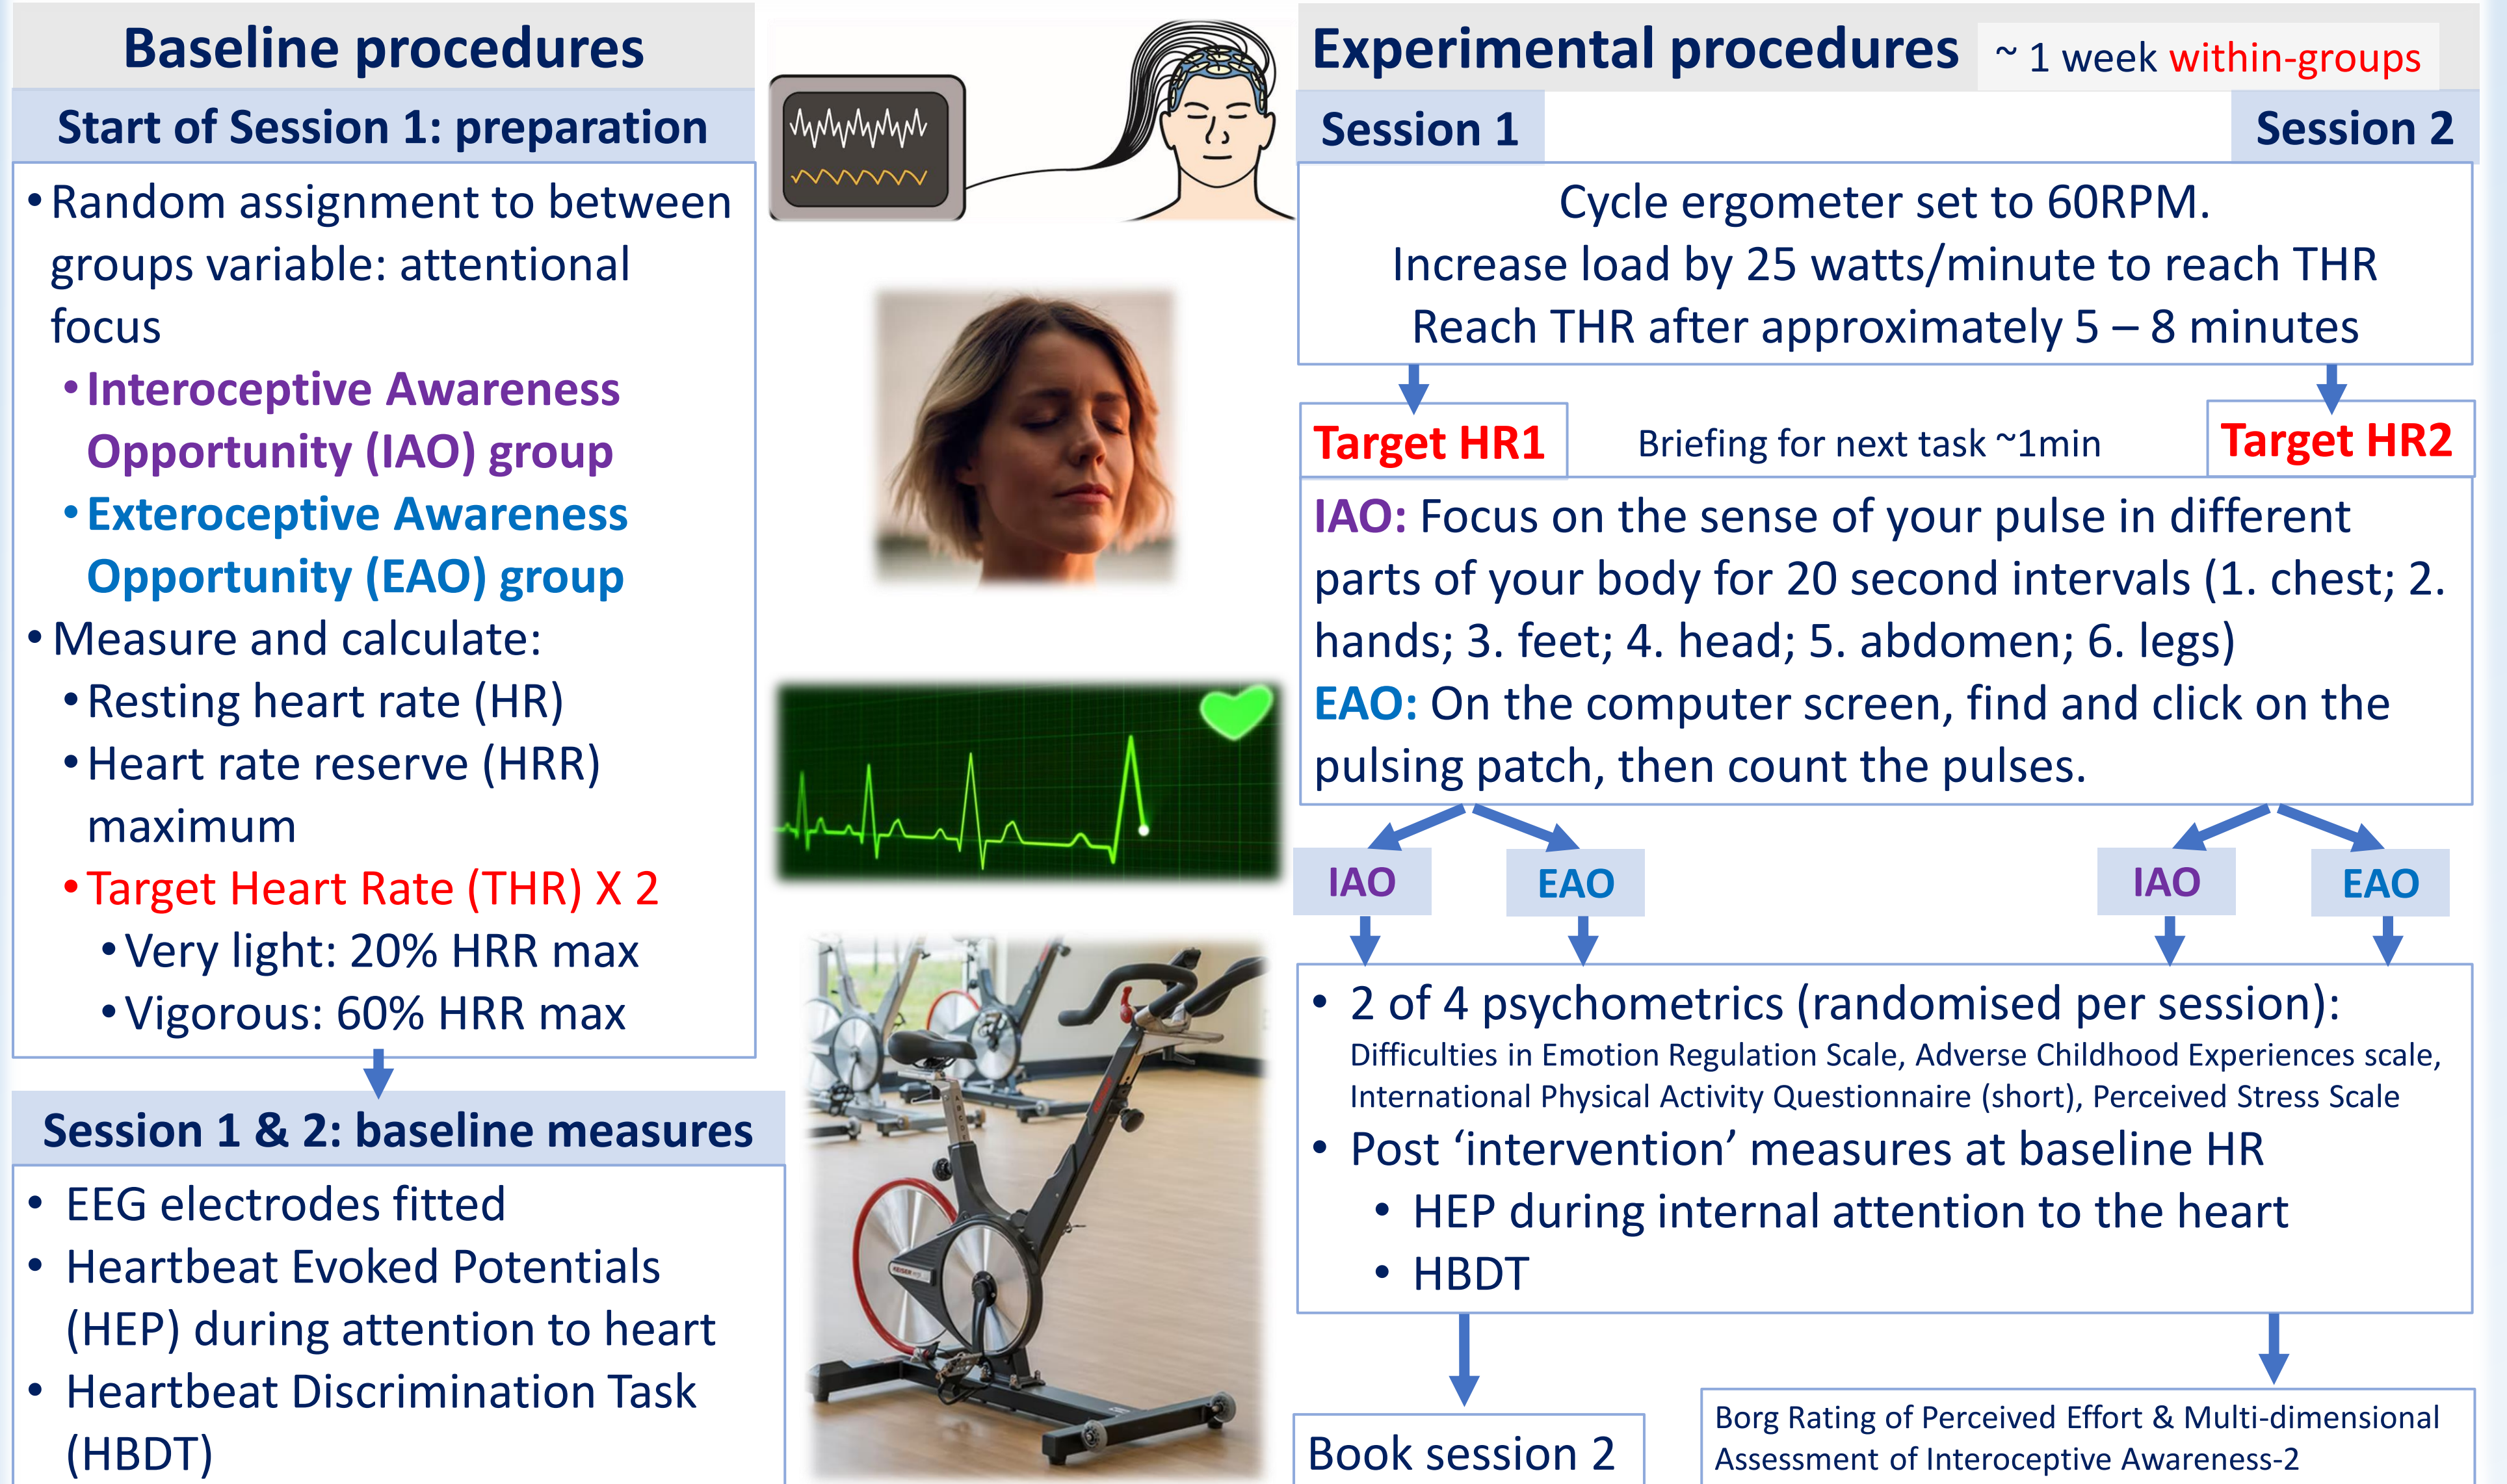 Baseline procedures
Start of Session 1: preparation
• Random assignment to between
groups variable: attentional
focus
• Interoceptive Awareness
Opportunity (IAO) group
• Exteroceptive Awareness
Opportunity (EAO) group
• Measure and calculate:
• Resting heart rate (HR)
• Heart rate reserve (HRR)
maximum
• Target Heart Rate (THR) X 2
• Very light: 20% HRR max
• Vigorous: 60% HRR max
Session 1 & 2: baseline measures
• EEG electrodes fitted
• Heartbeat Evoked Potentials
(HEP) during attention to heart
• Heartbeat Discrimination Task
(HBDT)
KEISER
Experimental procedures ~ 1 week within-groups
Session 1
Session 2
Cycle ergometer set to 60RPM.
Increase load by 25 watts/minute to reach THR
Reach THR after approximately 5 – 8 minutes
Target HR1
Briefing for next task ~1min
Target HR2
IAO: Focus on the sense of your pulse in different
parts of your body for 20 second intervals (1. chest; 2.
hands; 3. feet; 4. head; 5. abdomen; 6. legs)
EAO: On the computer screen, find and click on the
pulsing patch, then count the pulses.
IAO
EAO
IAO
EAO
• 2 of 4 psychometrics (randomised per session):
Difficulties in Emotion Regulation Scale, Adverse Childhood Experiences scale,
International Physical Activity Questionnaire (short), Perceived Stress Scale
• Post ‘intervention’ measures at baseline HR
• HEP during internal attention to the heart
• HBDT
Book session 2
Borg Rating of Perceived Effort & Multi-dimensional
Assessment of Interoceptive Awareness-2